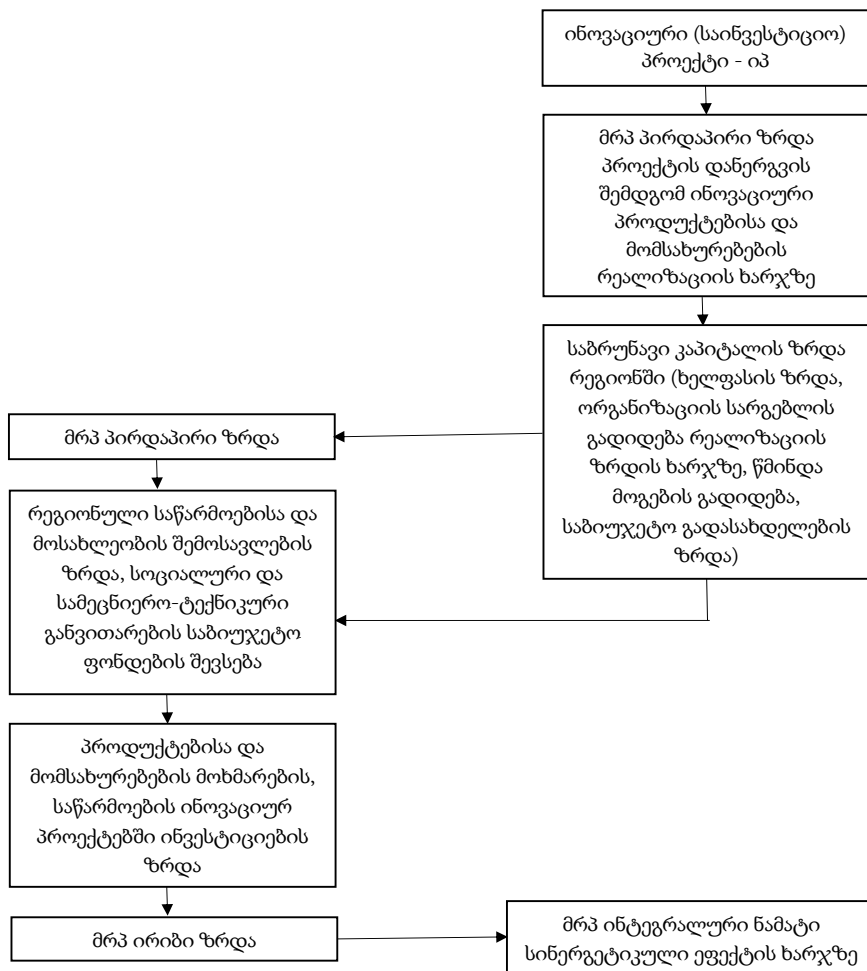 ინოვაციური (საინვესტიციო)
პროექტი - იპ
მრპ პირდაპირი ზრდა
პროექტის დანერგვის
შემდგომ ინოვაციური
პროდუქტებისა და
მომსახურებების
რეალიზაციის ხარჯზე
საბრუნავი კაპიტალის ზრდა
რეგიონში (ხელფასის ზრდა,
ორგანიზაციის სარგებლის
გადიდება რეალიზაციის
ზრდის ხარჯზე, წმინდა
მოგების გადიდება,
საბიუჯეტო გადასახდელების
ზრდა)
მრპ პირდაპირი ზრდა
რეგიონული საწარმოებისა და
მოსახლეობის შემოსავლების
ზრდა, სოციალური და
სამეცნიერო-ტექნიკური
განვითარების საბიუჯეტო
ფონდების შევსება
პროდუქტებისა და
მომსახურებების მოხმარების,
საწარმოების ინოვაციურ
პროექტებში ინვესტიციების
ზრდა
მრპ ირიბი ზრდა
მრპ ინტეგრალური ნამატი
სინერგეტიკული ეფექტის ხარჯზე